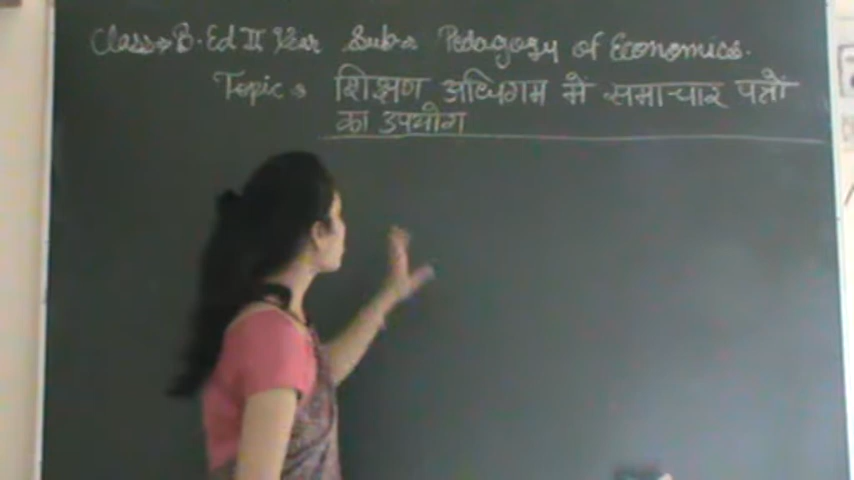 Class → B.Ed II Year Sub → Pedagogy of Economics.
Topic → शिक्षण अधिगम में समाचार पत्रों
का उपयोग